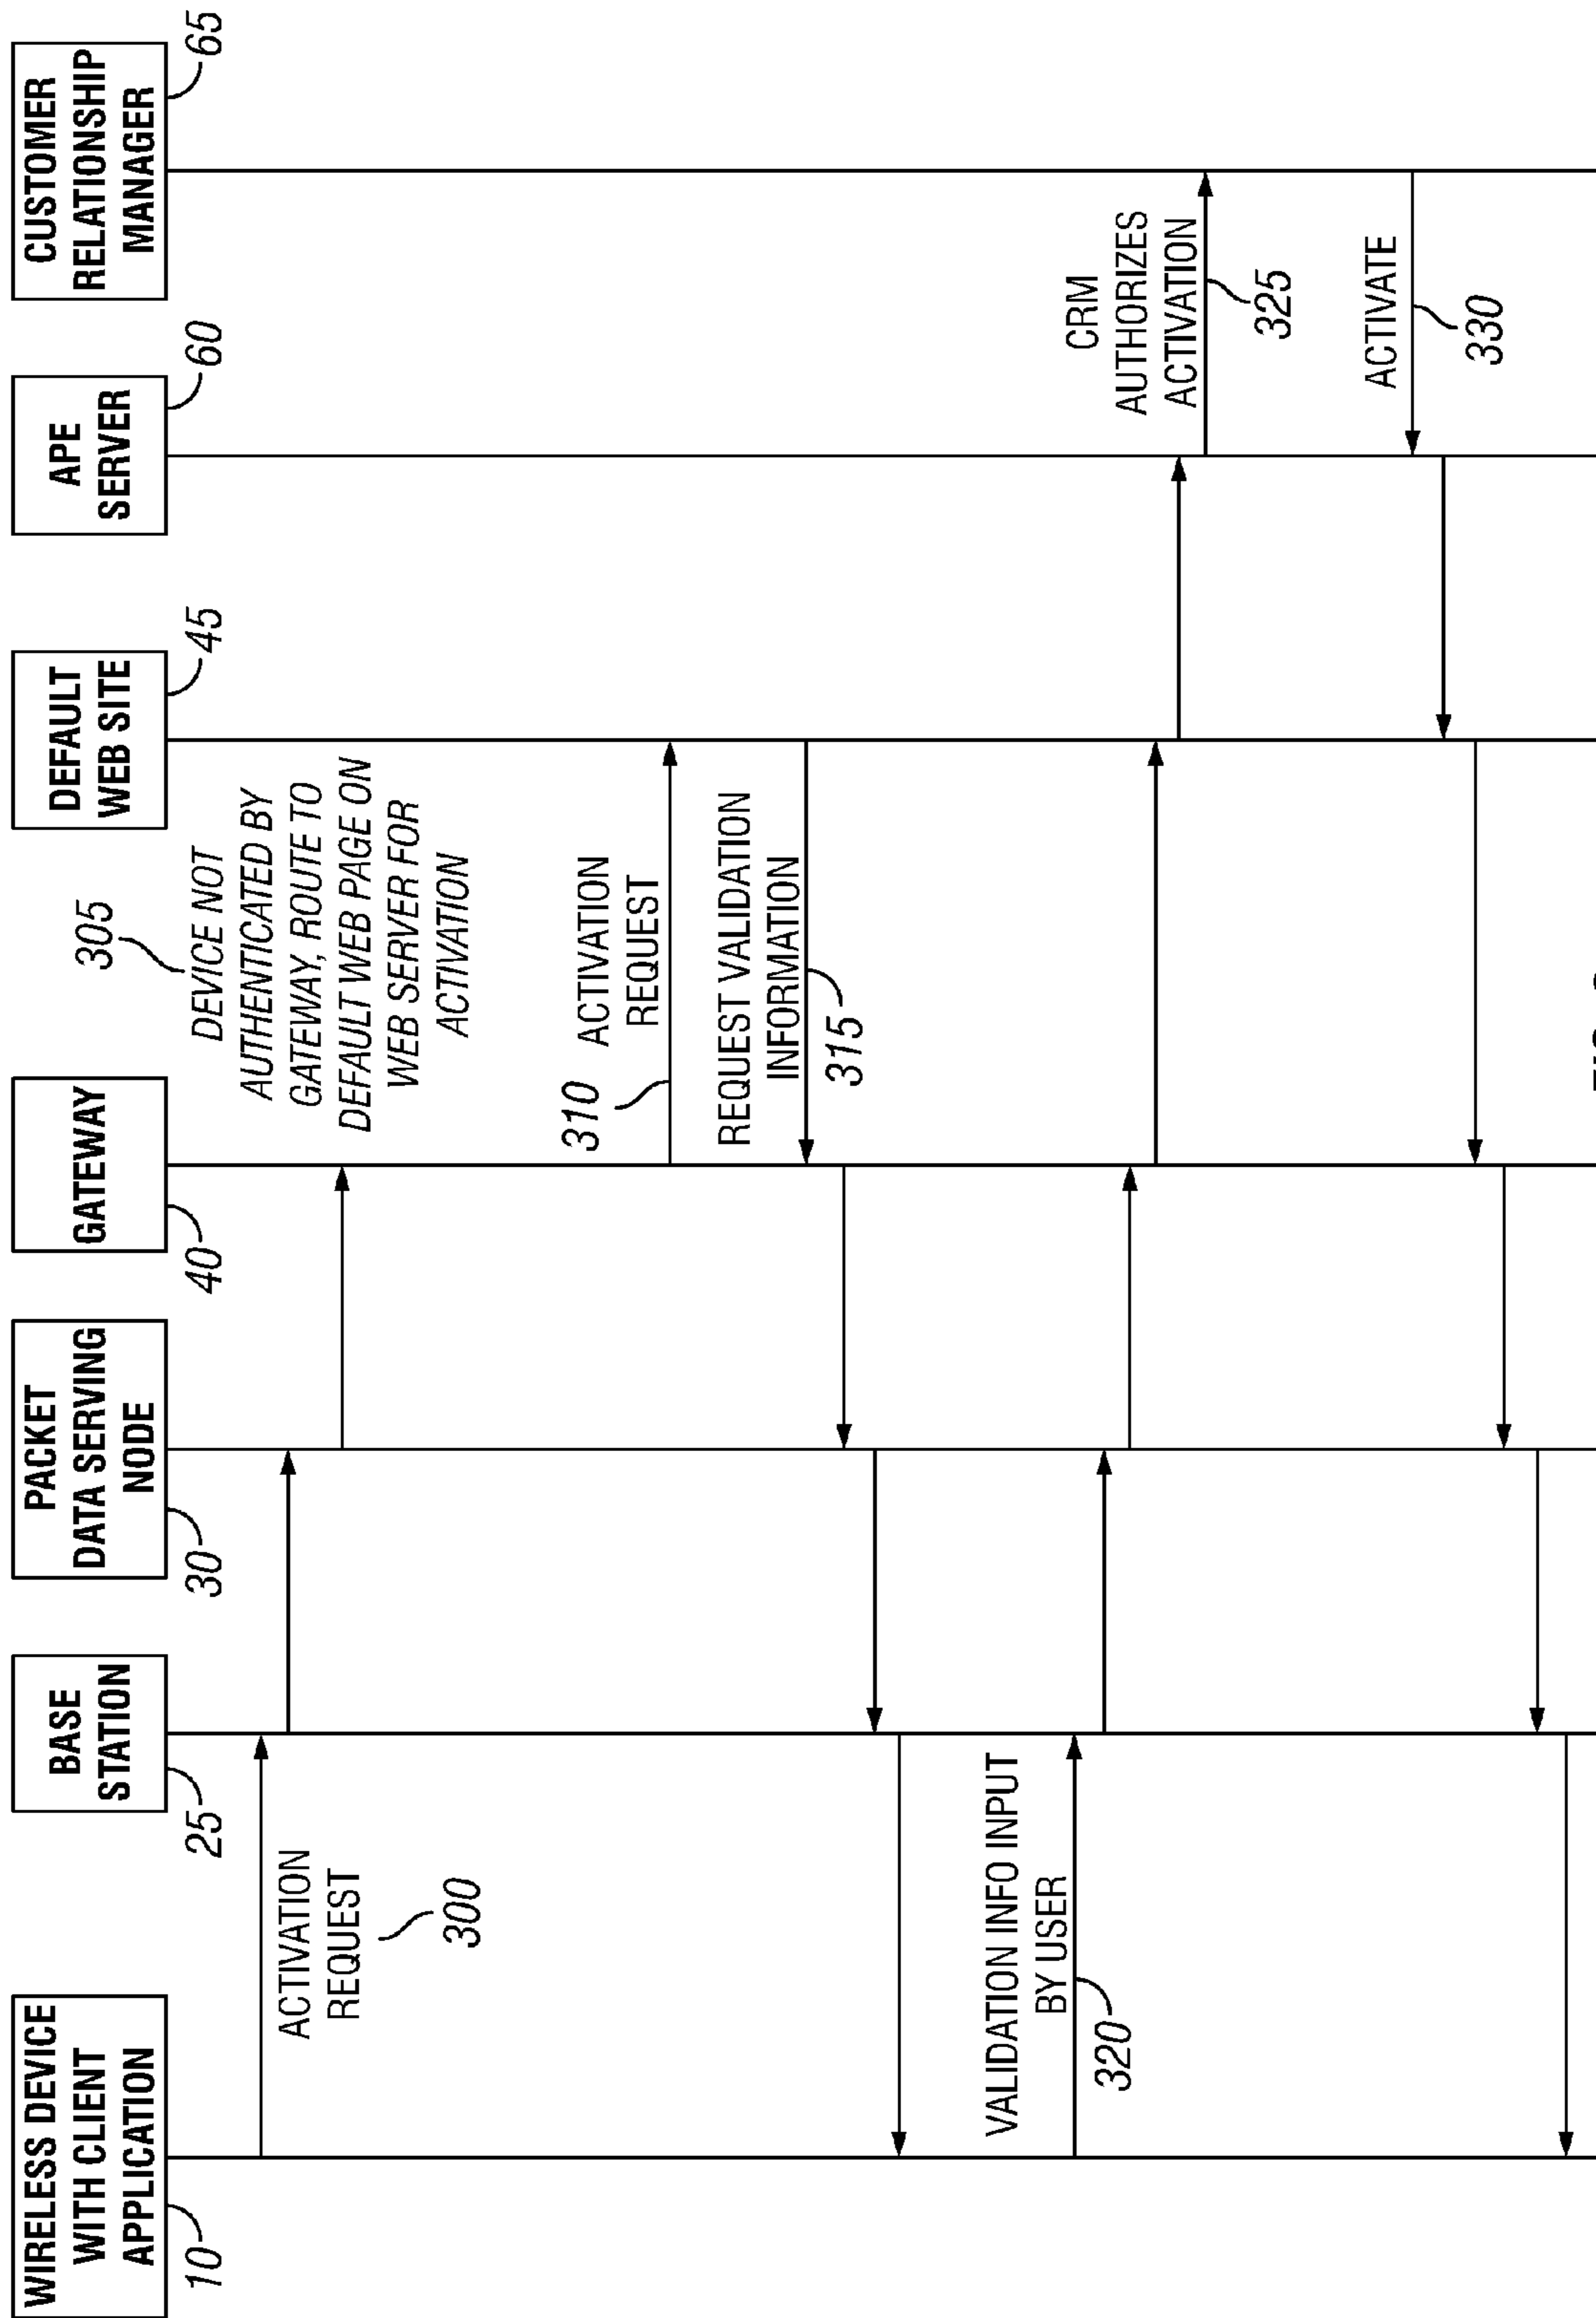 WIRELESS DEVICE
WITH CLIENT
APPLICATION
10
BASE
STATION
25
PACKET
DATA SERVING
NODE
30
GATEWAY
40
DEFAULT
WEB SITE
45
APE
SERVER
60
CUSTOMER
RELATIONSHIP
MANAGER
65
ACTIVATION
REQUEST
300
305
DEVICE NOT
AUTHENTICATED BY
GATEWAY, ROUTE TO
DEFAULT WEB PAGE ON
WEB SERVER FOR
ACTIVATION
310
ACTIVATION
REQUEST
REQUEST VALIDATION
INFORMATION
315
VALIDATION INFO INPUT
BY USER
320
CRM
AUTHORIZES
ACTIVATION
325
ACTIVATE
330